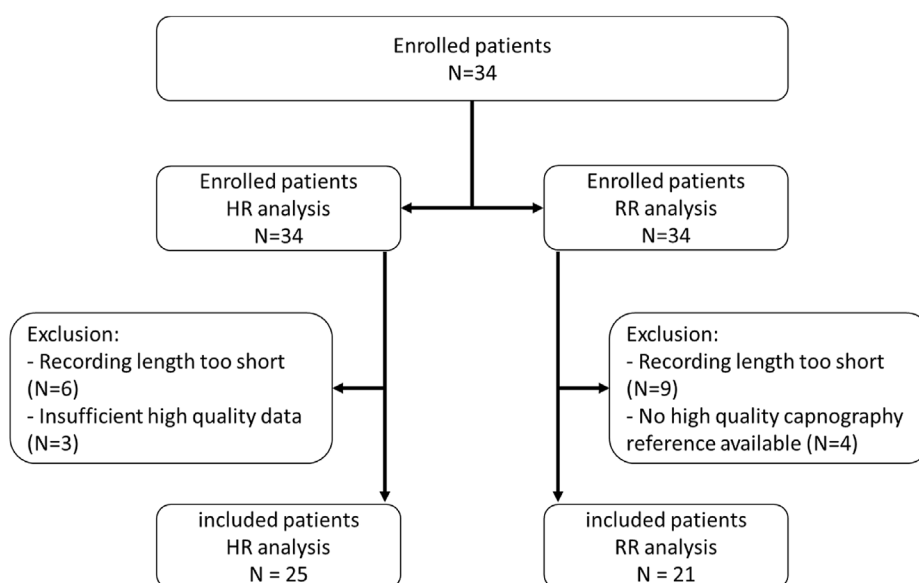 Enrolled patients
N=34
Enrolled patients
HR analysis
N=34
Enrolled patients
RR analysis
N=34
Exclusion:
- Recording length too short
(N=6)
- Insufficient high quality data
(N=3)
Exclusion:
- Recording length too short
(N=9)
- No high quality capnography
reference available (N=4)
included patients
HR analysis
N = 25
included patients
RR analysis
N = 21